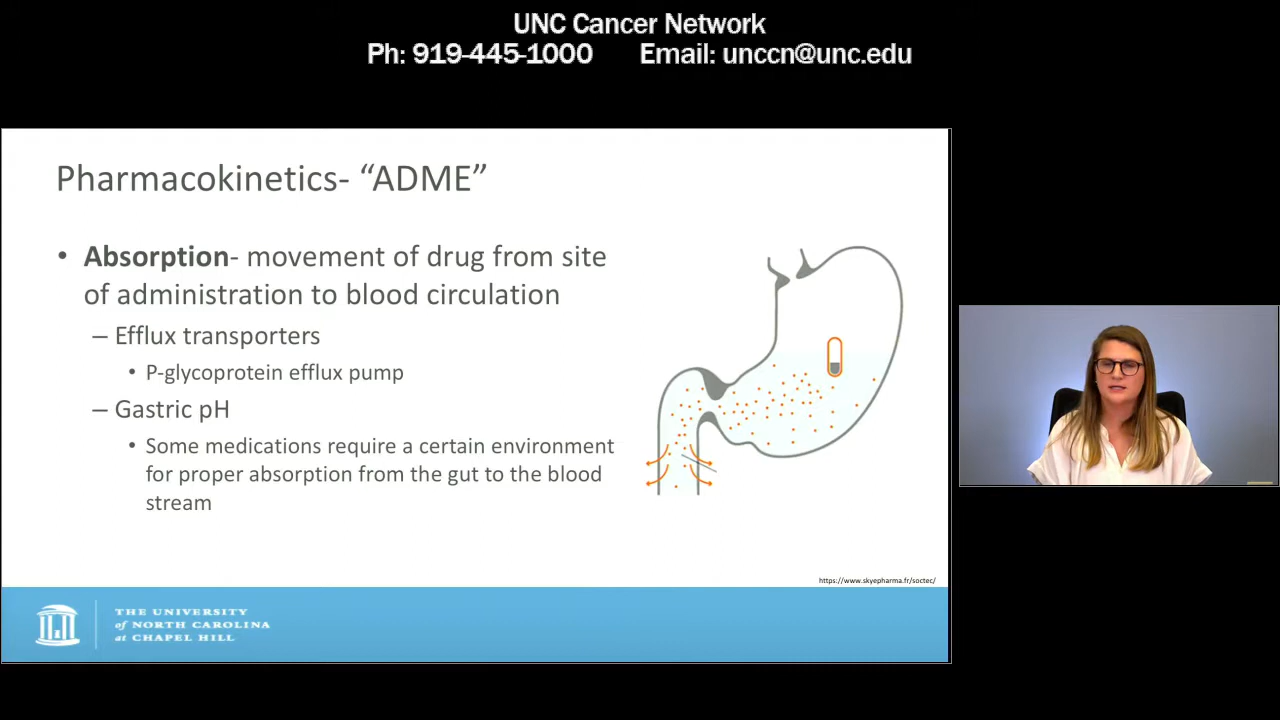 UNC Cancer Network
Ph: 919-445-1000 Email: unccn@unc.edu
Pharmacokinetics- “ADME”
• Absorption- movement of drug from site
of administration to blood circulation
– Efflux transporters
• P-glycoprotein efflux pump
– Gastric pH
• Some medications require a certain environment
for proper absorption from the gut to the blood
stream
https://www.skyepharma.fr/soctec/
THE UNIVERSITY
of NORTH CAROLINA
at CHAPEL HILL